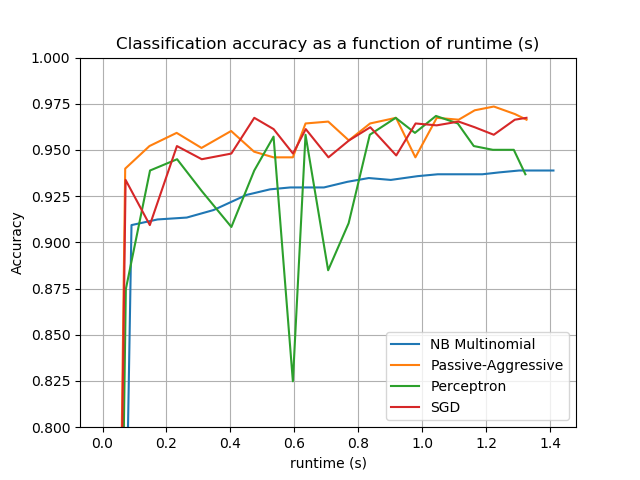 Classification accuracy as a function of runtime (s)
1.000
0.975
0.950
0.925
0.900
0.875
0.850
0.825
0.800
Accuracy
NB Multinomial
Passive-Aggressive
Perceptron
SGD
0.0 0.2 0.4 0.6 0.8 1.0 1.2 1.4
runtime (s)